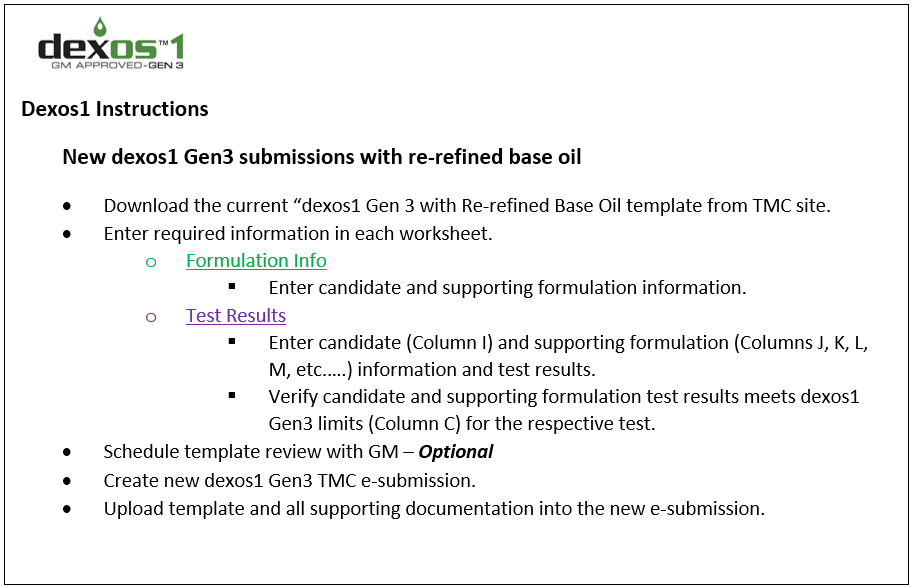 dexos™1
GM APPROVED-GEN 3
Dexos1 Instructions
New dexos1 Gen3 submissions with re-refined base oil
• Download the current “dexos1 Gen 3 with Re-refined Base Oil template from TMC site.
• Enter required information in each worksheet.
o Formulation Info
▪ Enter candidate and supporting formulation information.
o Test Results
▪ Enter candidate (Column I) and supporting formulation (Columns J, K, L,
M, etc.....) information and test results.
▪ Verify candidate and supporting formulation test results meets dexos1
Gen3 limits (Column C) for the respective test.
• Schedule template review with GM – Optional
• Create new dexos1 Gen3 TMC e-submission.
• Upload template and all supporting documentation into the new e-submission.